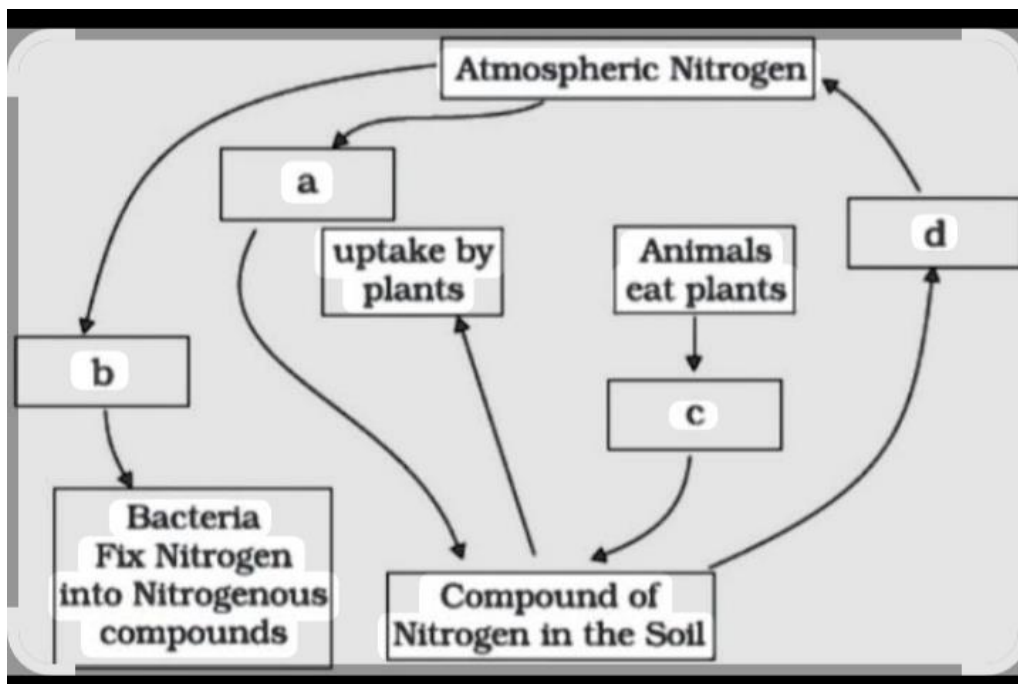 Atmospheric Nitrogen
a
uptake by
plants
Animals
eat plants
d
b
c
Bacteria
Fix Nitrogen
into Nitrogenous
compounds
Compound of
Nitrogen in the Soil